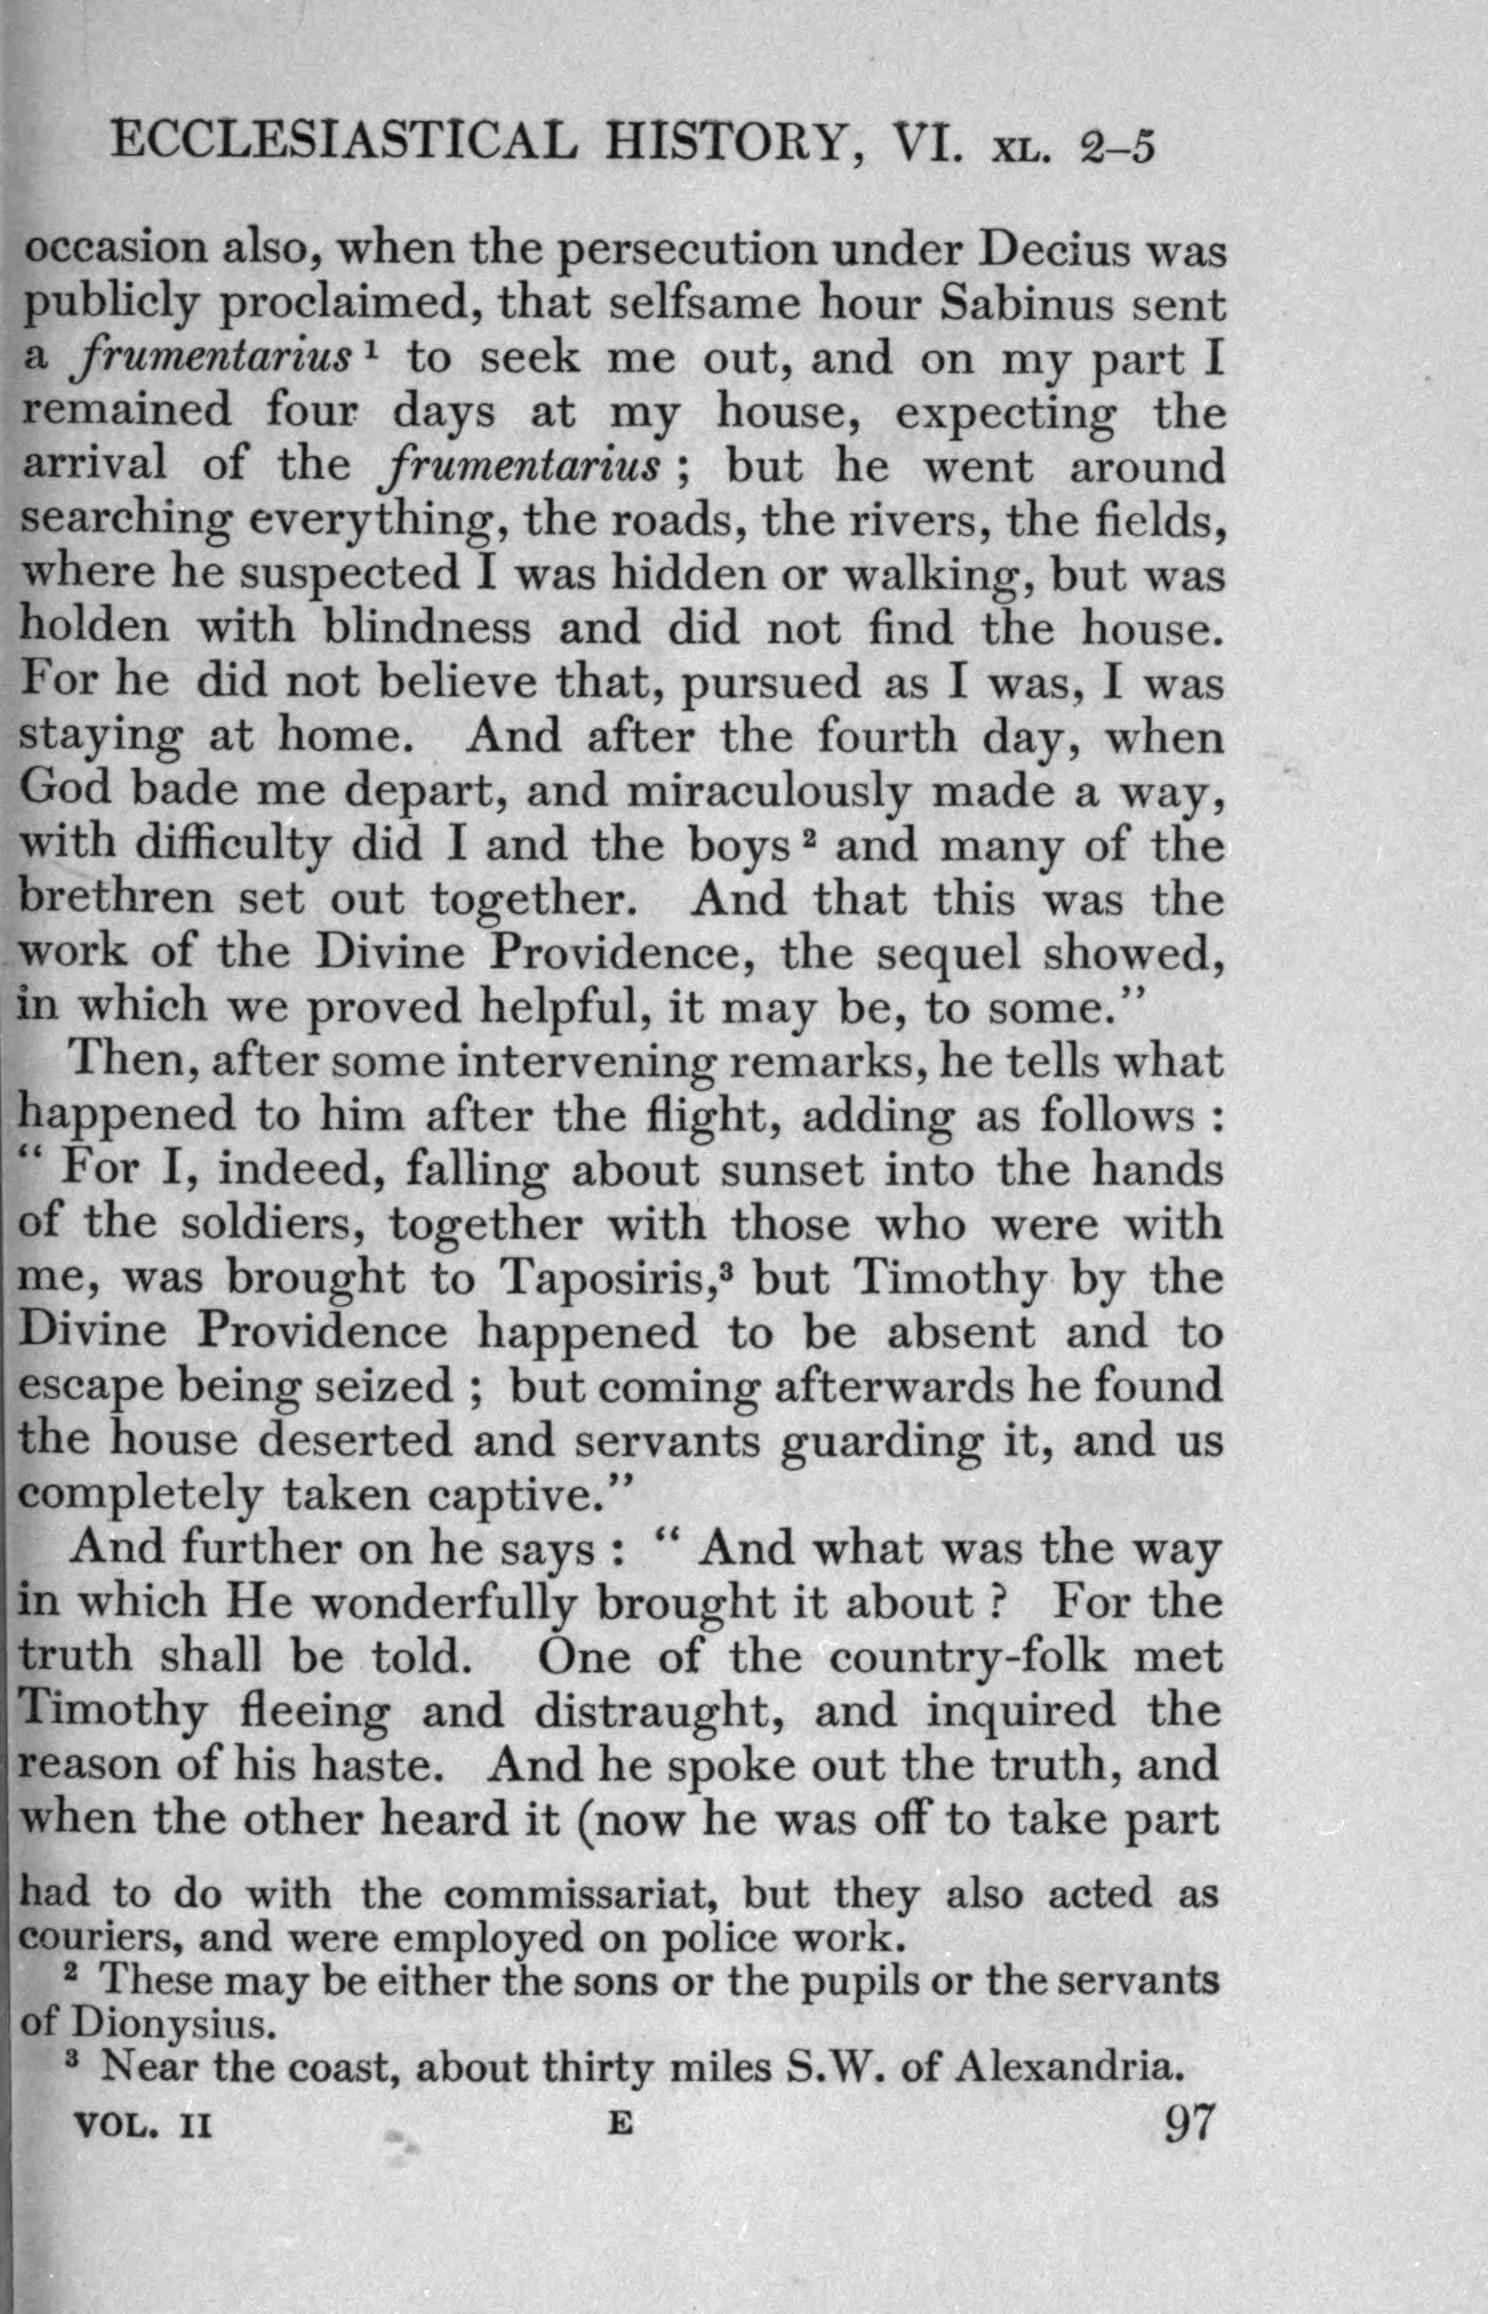 ECCLESIASTICAL HISTORY, VI. XL. 2–5
occasion also, when the persecution under Decius was
publicly proclaimed, that selfsame hour Sabinus sent
a frumentarius ¹ to seek me out, and on my part I
remained four days at my house, expecting the
arrival of the frumentarius ; but he went around
searching everything, the roads, the rivers, the fields,
where he suspected I was hidden or walking, but was
holden with blindness and did not find the house.
For he did not believe that, pursued as I was, I was
staying at home. And after the fourth day, when
God bade me depart, and miraculously made a way,
with difficulty did I and the boys ² and many of the
brethren set out together. And that this was the
work of the Divine Providence, the sequel showed,
in which we proved helpful, it may be, to some.”
Then, after some intervening remarks, he tells what
happened to him after the flight, adding as follows :
“ For I, indeed, falling about sunset into the hands
of the soldiers, together with those who were with
me, was brought to Taposiris,³ but Timothy by the
Divine Providence happened to be absent and to
escape being seized ; but coming afterwards he found
the house deserted and servants guarding it, and us
completely taken captive.”
And further on he says : “ And what was the way
in which He wonderfully brought it about ? For the
truth shall be told. One of the country-folk met
Timothy fleeing and distraught, and inquired the
reason of his haste. And he spoke out the truth, and
when the other heard it (now he was off to take part
had to do with the commissariat, but they also acted as
couriers, and were employed on police work.
² These may be either the sons or the pupils or the servants
of Dionysius.
³ Near the coast, about thirty miles S.W. of Alexandria.
VOL. II E 97